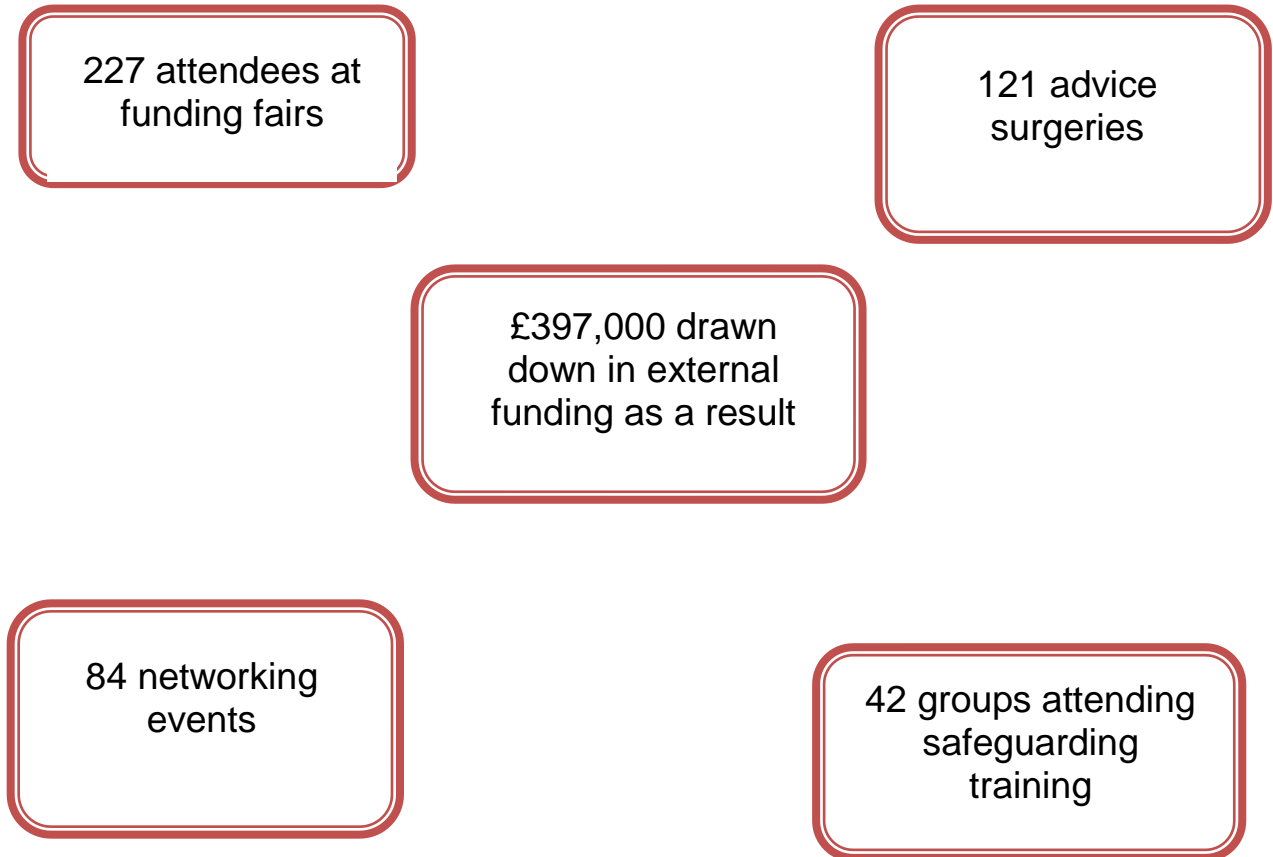 227 attendees at
funding fairs
121 advice
surgeries
£397,000 drawn
down in external
funding as a result
84 networking
events
42 groups attending
safeguarding
training